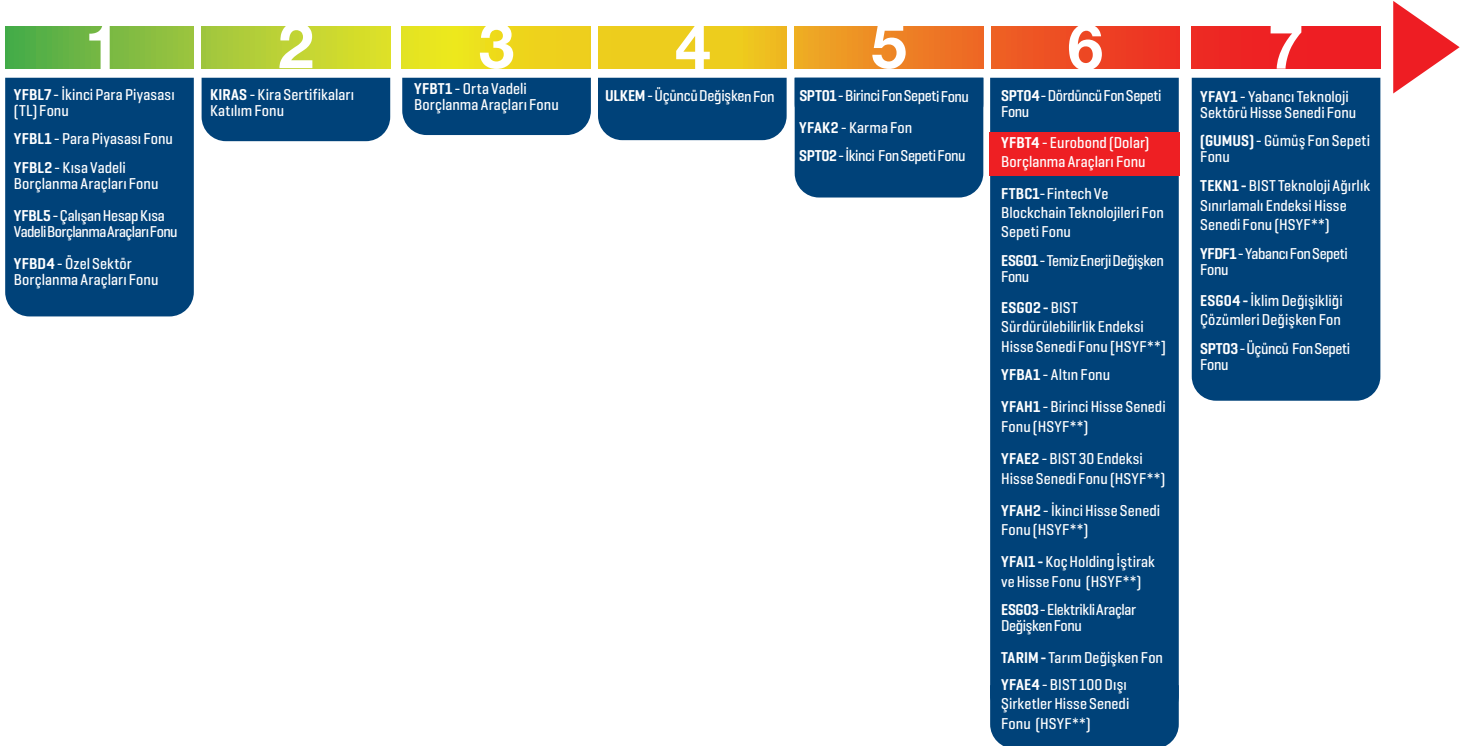 1
2
3
4
5
6
7
YFBL7 - İkinci Para Piyasası
(TL) Fonu
YFBL1 - Para Piyasası Fonu
YFBL2 - Kısa Vadeli
Borçlanma Araçları Fonu
YFBL5 - Çalışan Hesap Kısa
Vadeli Borçlanma Araçları Fonu
YFBD4 - Özel Sektör
Borçlanma Araçları Fonu
KIRAS - Kira Sertifikaları
Katılım Fonu
YFBT1 - Orta Vadeli
Borçlanma Araçları Fonu
ULKEM - Üçüncü Değişken Fon
SPT01 - Birinci Fon Sepeti Fonu
YFAK2 - Karma Fon
SPT02 - İkinci Fon Sepeti Fonu
SPT04 - Dördüncü Fon Sepeti
Fonu
YFBT4 - Eurobond (Dolar)
Borçlanma Araçları Fonu
FTBC1- Fintech Ve
Blockchain Teknolojileri Fon
Sepeti Fonu
ESG01 - Temiz Enerji Değişken
Fonu
ESG02 - BIST
Sürdürülebilirlik Endeksi
Hisse Senedi Fonu (HSYF**)
YFBA1 - Altın Fonu
YFAH1 - Birinci Hisse Senedi
Fonu (HSYF**)
YFAE2 - BIST 30 Endeksi
Hisse Senedi Fonu (HSYF**)
YFAH2 - İkinci Hisse Senedi
Fonu (HSYF**)
YFAI1 - Koç Holding İştirak
ve Hisse Fonu (HSYF**)
ESG03 - Elektrikli Araçlar
Değişken Fonu
TARIM - Tarım Değişken Fon
YFAE4 - BIST 100 Dışı
Şirketler Hisse Senedi
Fonu (HSYF**)
YFAY1 - Yabancı Teknoloji
Sektörü Hisse Senedi Fonu
(GUMUS) - Gümüş Fon Sepeti
Fonu
TEKN1 - BIST Teknoloji Ağırlık
Sınırlamalı Endeksi Hisse
Senedi Fonu (HSYF**)
YFDF1 - Yabancı Fon Sepeti
Fonu
ESG04 - İklim Değişikliği
Çözümleri Değişken Fon
SPT03 - Üçüncü Fon Sepeti
Fonu